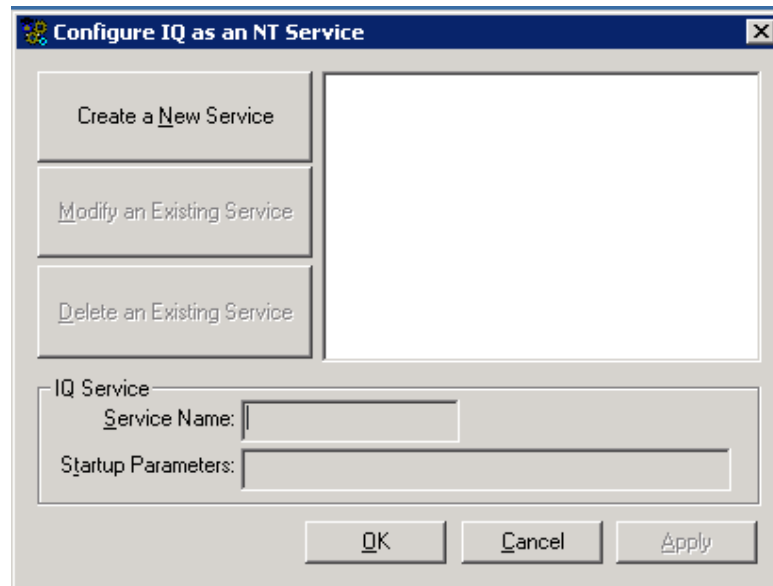 Configure IQ as an NT Service
Create a New Service
Modify an Existing Service
Delete an Existing Service
IQ Service
Service Name:
Startup Parameters:
OK Cancel Apply